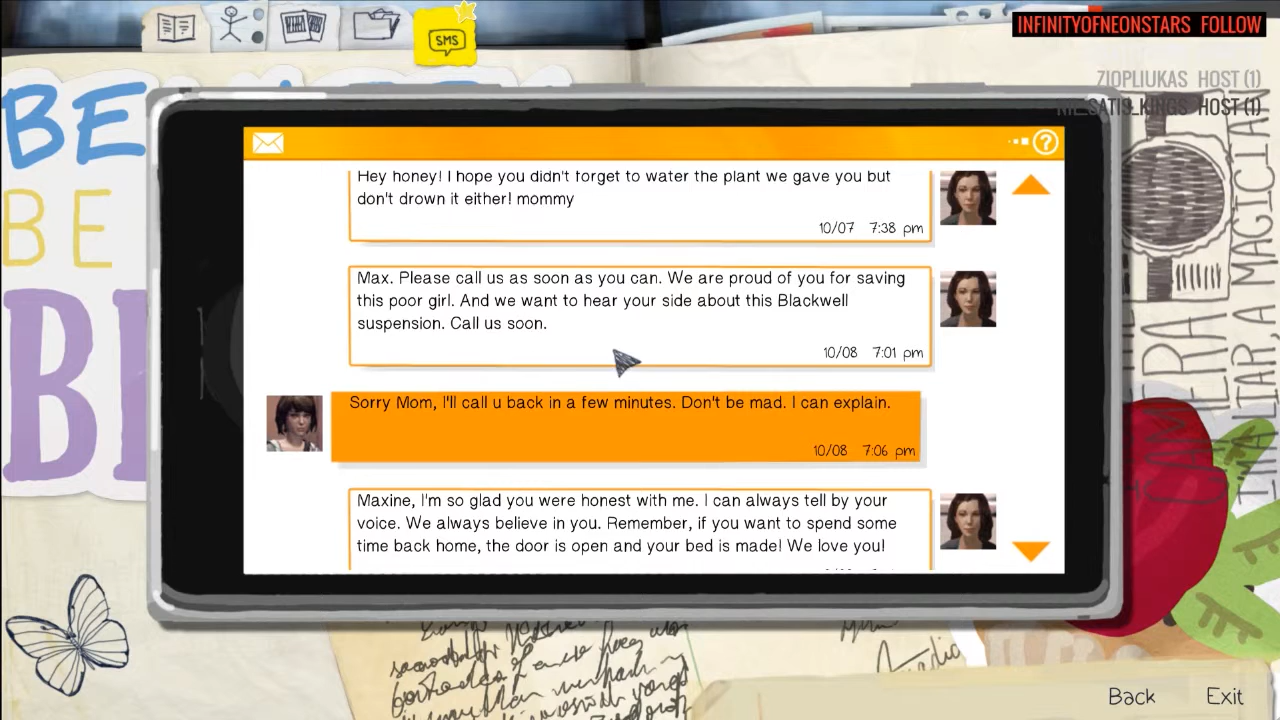 SMS
INFINITYOFNEONSTARS FOLLOW
ZIOPLIUKAS HOST (1)
HOST (1)
BE
BE
Hey honey! I hope you didn't forget to water the plant we gave you but
don't drown it either! mommy
10/07 7:38 pm
Max. Please call us as soon as you can. We are proud of you for saving
this poor girl. And we want to hear your side about this Blackwell
suspension. Call us soon.
10/08 7:01 pm
Sorry Mom, I'll call u back in a few minutes. Don't be mad. I can explain.
10/08 7:06 pm
Maxine, I'm so glad you were honest with me. I can always tell by your
voice. We always believe in you. Remember, if you want to spend some
time back home, the door is open and your bed is made! We love you!
CAMERA
MAGICIAN
Back Exit